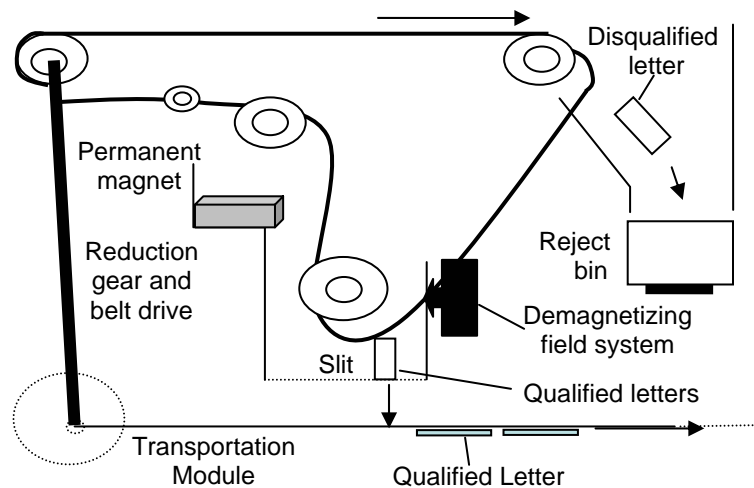 Disqualified
letter
Permanent
magnet
Reduction
gear and
belt drive
Reject
bin
Demagnetizing
field system
Slit
Qualified letters
Transportation
Module
Qualified Letter